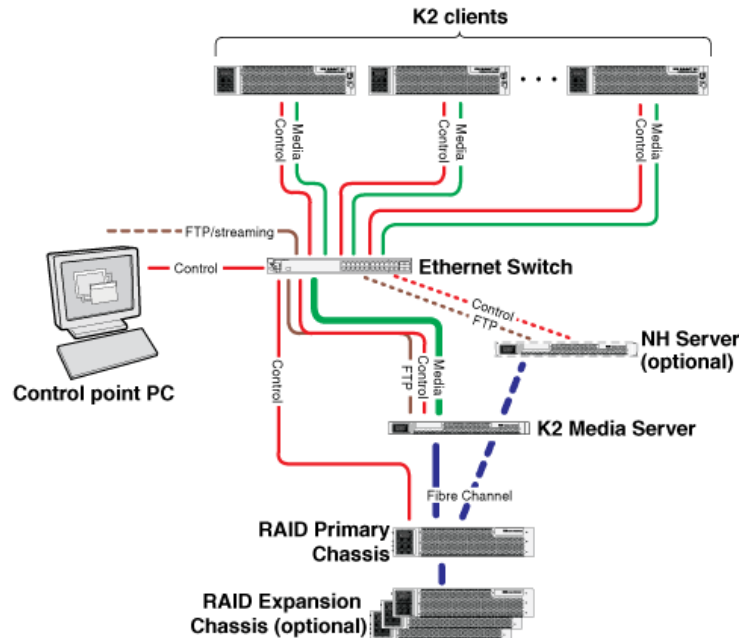 K2 clients
Control
Media
Control
Media
Control
Media
FTP/streaming
Control
Ethernet Switch
Control
FTP
NH Server
(optional)
Control point PC
Control
FTP
Control
Media
K2 Media Server
Fibre Channel
RAID Primary
Chassis
RAID Expansion
Chassis (optional)